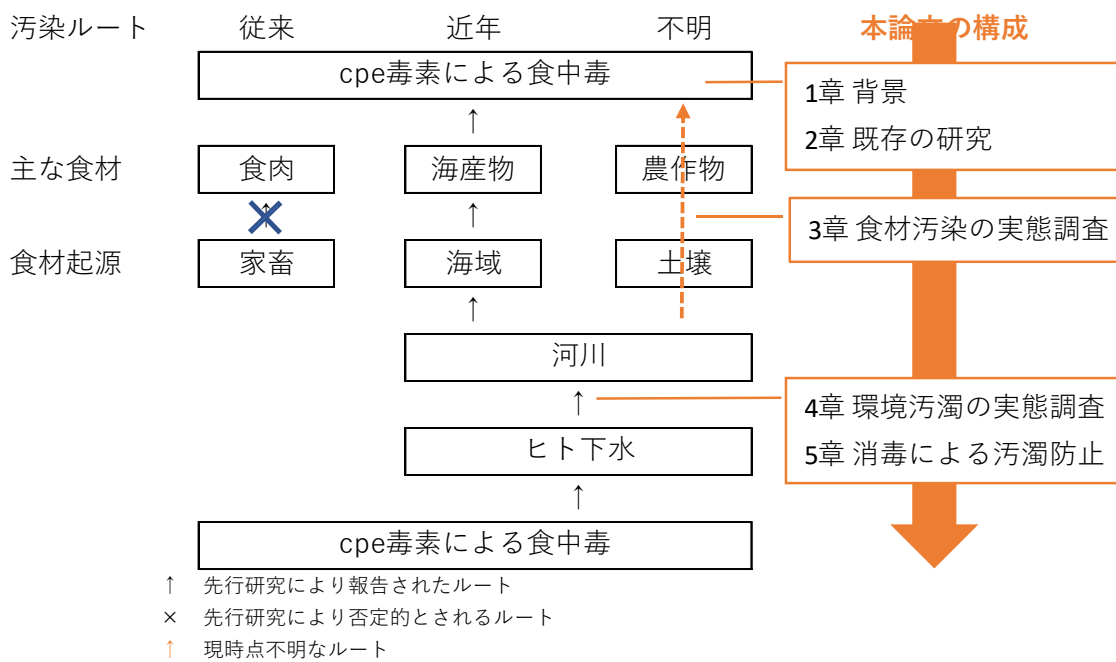 汚染ルート 従来 近年 不明 本論文の構成
cpe毒素による食中毒
1章 背景
2章 既存の研究
主な食材 食肉 海産物 農作物
↑
×
3章 食材汚染の実態調査
食材起源 家畜 海域 土壌
↑
河川
↑
4章 環境汚濁の実態調査
ヒト下水
5章 消毒による汚濁防止
↑
cpe毒素による食中毒
↑ 先行研究により報告されたルート
× 先行研究により否定的とされるルート
↑ 現時点不明なルート